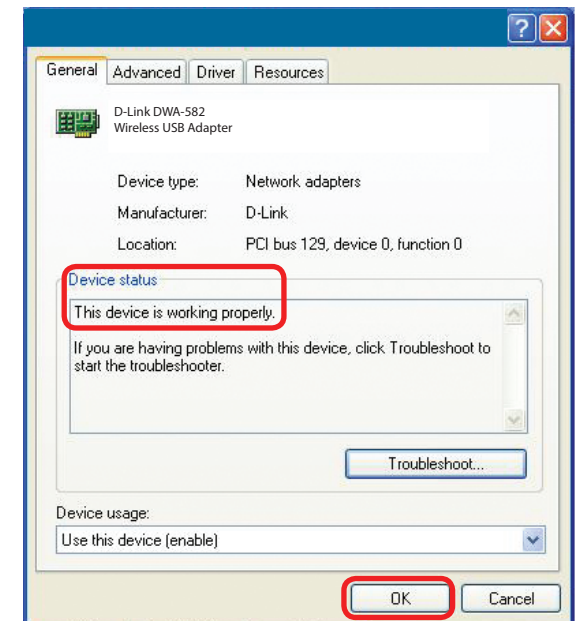 General Advanced Driver Resources
D-Link DWA-582
Wireless USB Adapter
Device type: Network adapters
Manufacturer: D-Link
Location: PCI bus 129, device 0, function 0
Device status
This device is working properly.
If you are having problems with this device, click Troubleshoot to
start the troubleshooter.
Troubleshoot...
Device usage:
Use this device (enable)
OK Cancel